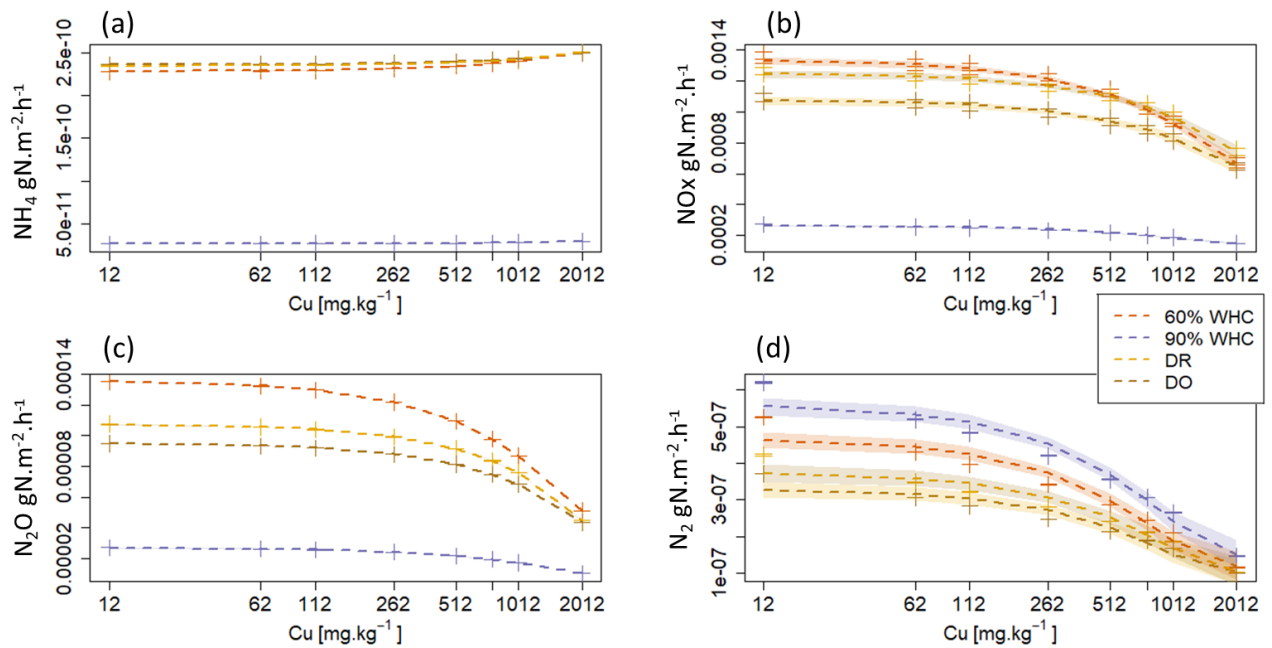 (a)
NH₄ gN.m⁻²·h⁻¹
2.5e-10
1.5e-10
5.0e-11
12 62 112 262 512 1012 2012
Cu [mg.kg⁻¹]
(b)
NOx gN.m⁻².h⁻¹
0.0014
0.0008
0.0002
12 62 112 262 512 1012 2012
Cu [mg.kg⁻¹]
60% WHC
90% WHC
DR
DO
(c)
N₂O gN.m⁻².h⁻¹
0.00014
0.00008
0.00002
12 62 112 262 512 1012 2012
Cu [mg.kg⁻¹]
(d)
N₂ gN.m⁻².h⁻¹
5e-07
3e-07
1e-07
12 62 112 262 512 1012 2012
Cu [mg.kg⁻¹]